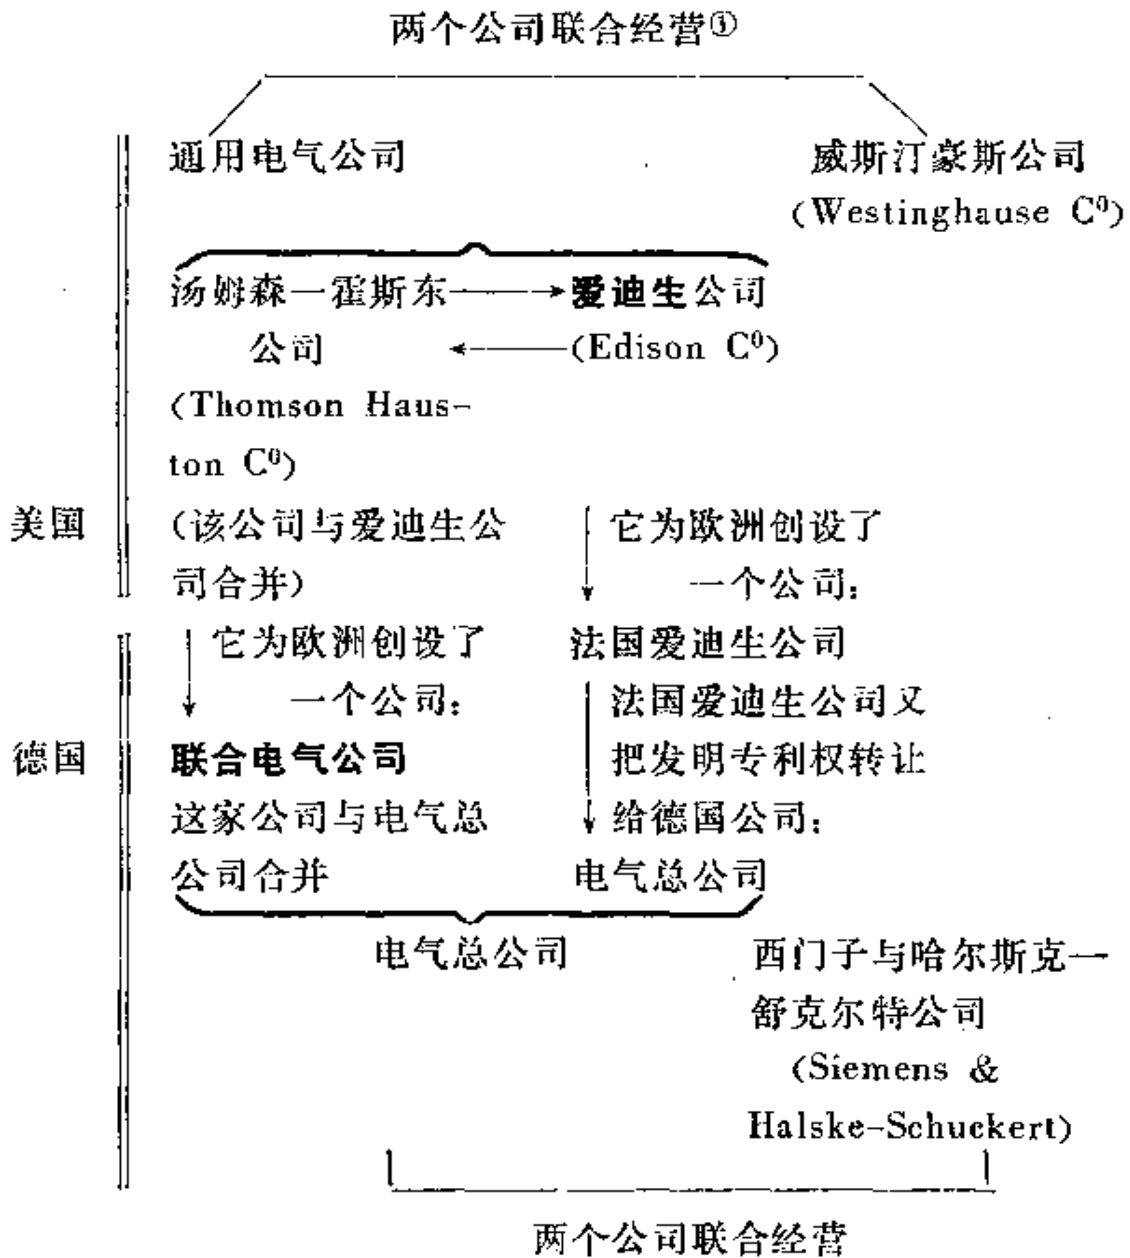 两个公司联合经营①
通用电气公司
威斯汀豪斯公司
(Westinghause C⁰)
汤姆森—霍斯东
公司
(Thomson Haus-
ton C⁰)
爱迪生公司
(Edison C⁰)
美国
(该公司与爱迪生公
司合并)
它为欧洲创设了
一个公司:
它为欧洲创设了
一个公司:
法国爱迪生公司
法国爱迪生公司又
把发明专利权转让
给德国公司:
德国
联合电气公司
这家公司与电气总
公司合并
电气总公司
电气总公司
西门子与哈尔斯克—
舒克尔特公司
(Siemens &
Halske-Schuckert)
两个公司联合经营